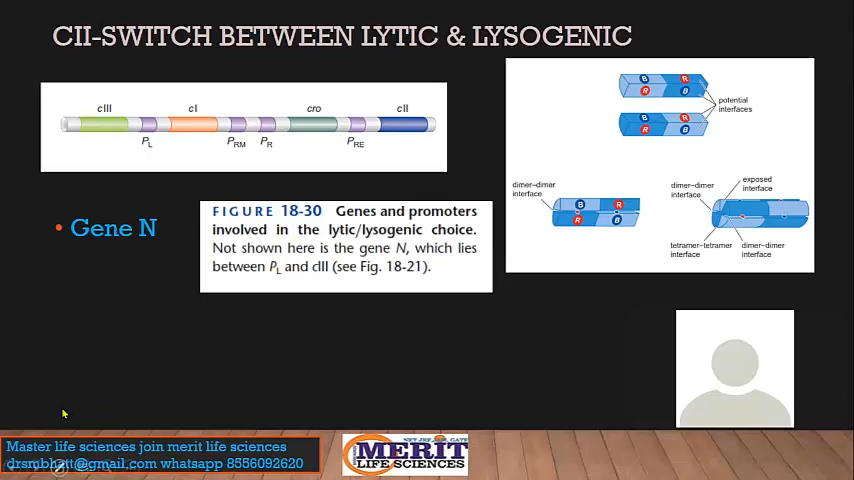 CII-SWITCH BETWEEN LYTIC & LYSOGENIC
cIII cI cro cII
PL PRM PR PRE
• Gene N
FIGURE 18-30 Genes and promoters
involved in the lytic/lysogenic choice.
Not shown here is the gene N, which lies
between PL and cIII (see Fig. 18-21).
B R
R B
potential
interfaces
B R
R B
dimer–dimer
interface
B R
R B
exposed
interface
dimer–dimer
interface
tetramer–tetramer
interface
dimer–dimer
interface
Master life sciences join merit life sciences
drsmbhatt@gmail.com whatsapp 8556092620
MERIT
LIFE SCIENCES